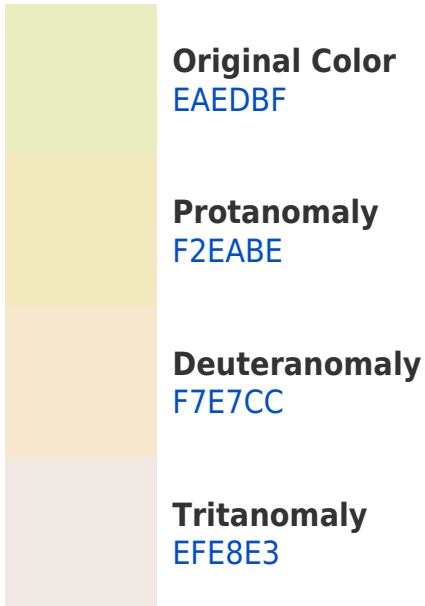 Original Color
EAEDBF
Protanomaly
F2EABE
Deuteranomaly
F7E7CC
Tritanomaly
EFE8E3